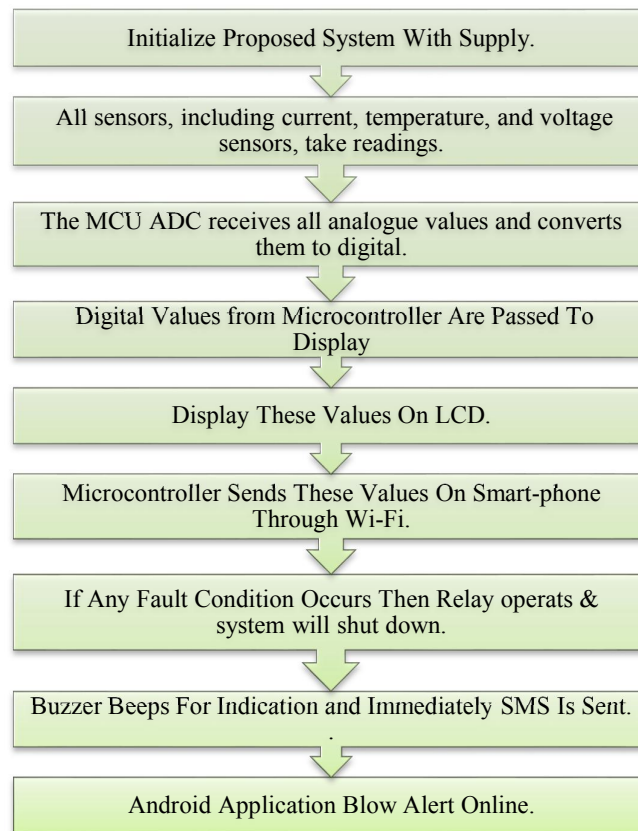 Initialize Proposed System With Supply.
All sensors, including current, temperature, and voltage
sensors, take readings.
The MCU ADC receives all analogue values and converts
them to digital.
Digital Values from Microcontroller Are Passed To
Display
Display These Values On LCD.
Microcontroller Sends These Values On Smart-phone
Through Wi-Fi.
If Any Fault Condition Occurs Then Relay operats &
system will shut down.
Buzzer Beeps For Indication and Immediately SMS Is Sent.
.
Android Application Blow Alert Online.